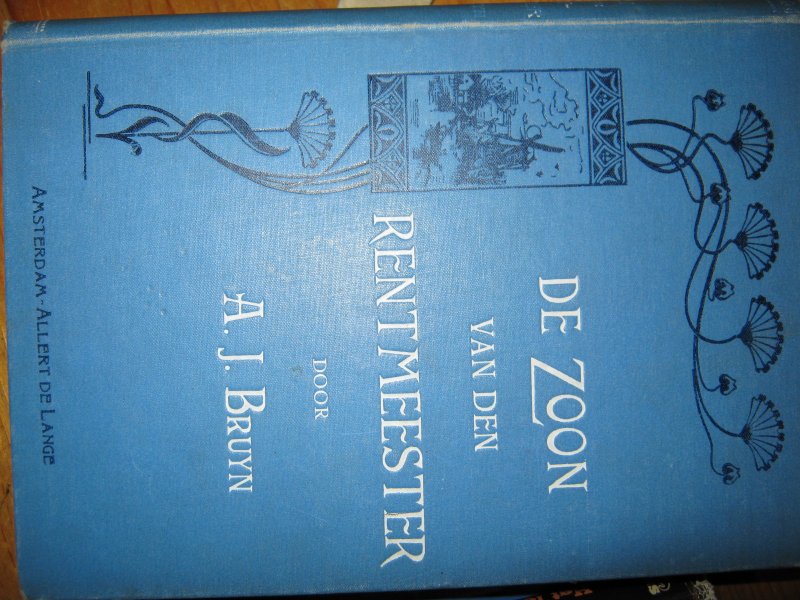 DE ZOON
VAN DEN
RENTMEESTER
DOOR
A. J. BRUYN
AMSTERDAM - ALLERT DE LANGE